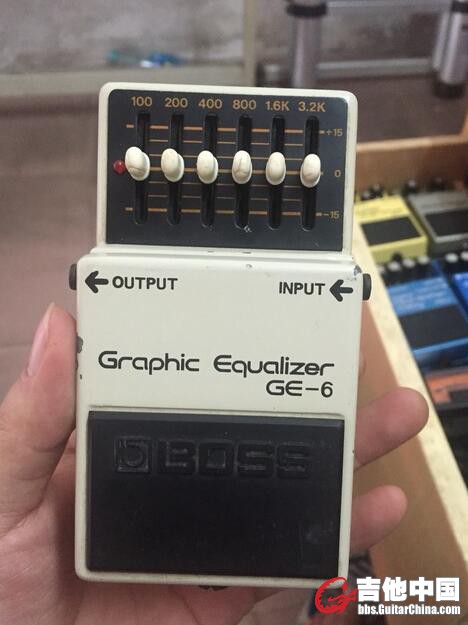 100 200 400 800 1.6K 3.2K
+15
0
-15
OUTPUT INPUT
Graphic Equalizer
GE-6
BOSS
吉他中国
bbs.GuitarChina.com